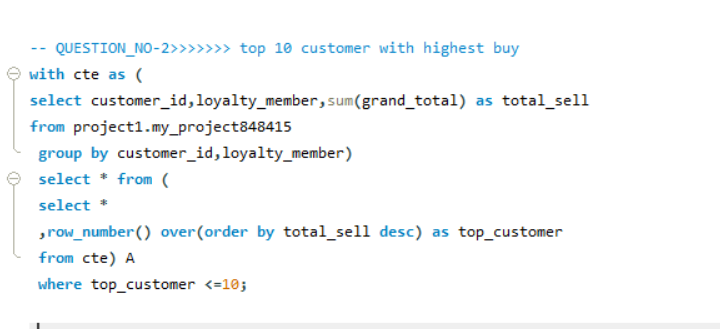 -- QUESTION_NO-2>>>>>>> top 10 customer with highest buy
with cte as (
select customer_id,loyalty_member,sum(grand_total) as total_sell
from project1.my_project848415
group by customer_id,loyalty_member)
select * from (
select *
,row_number() over(order by total_sell desc) as top_customer
from cte) A
where top_customer <=10;